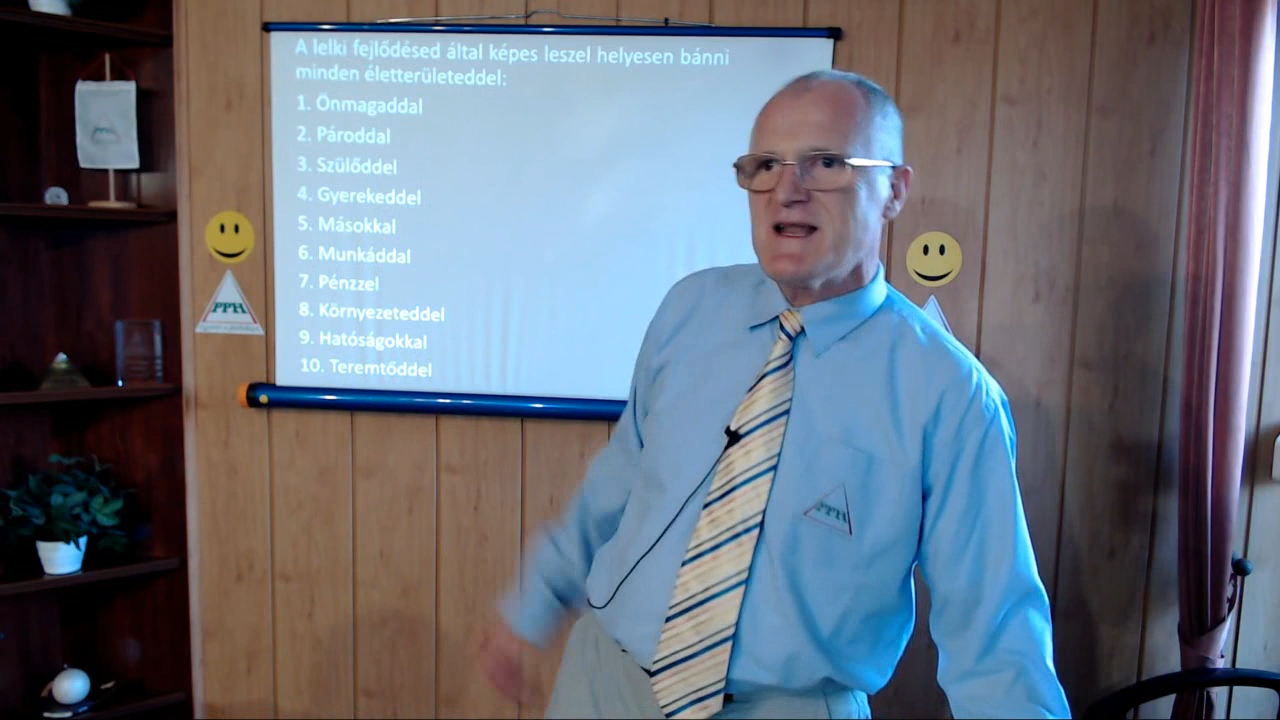 A lelki fejlődésed által képes leszel helyesen bánni
minden életterületeddel:
1. Önmagaddal
2. Pároddal
3. Szülőddel
4. Gyerekeddel
5. Másokkal
6. Munkáddal
7. Pénzzel
8. Környezeteddel
9. Hatóságokkal
10. Teremtőddel
PPH
PPH